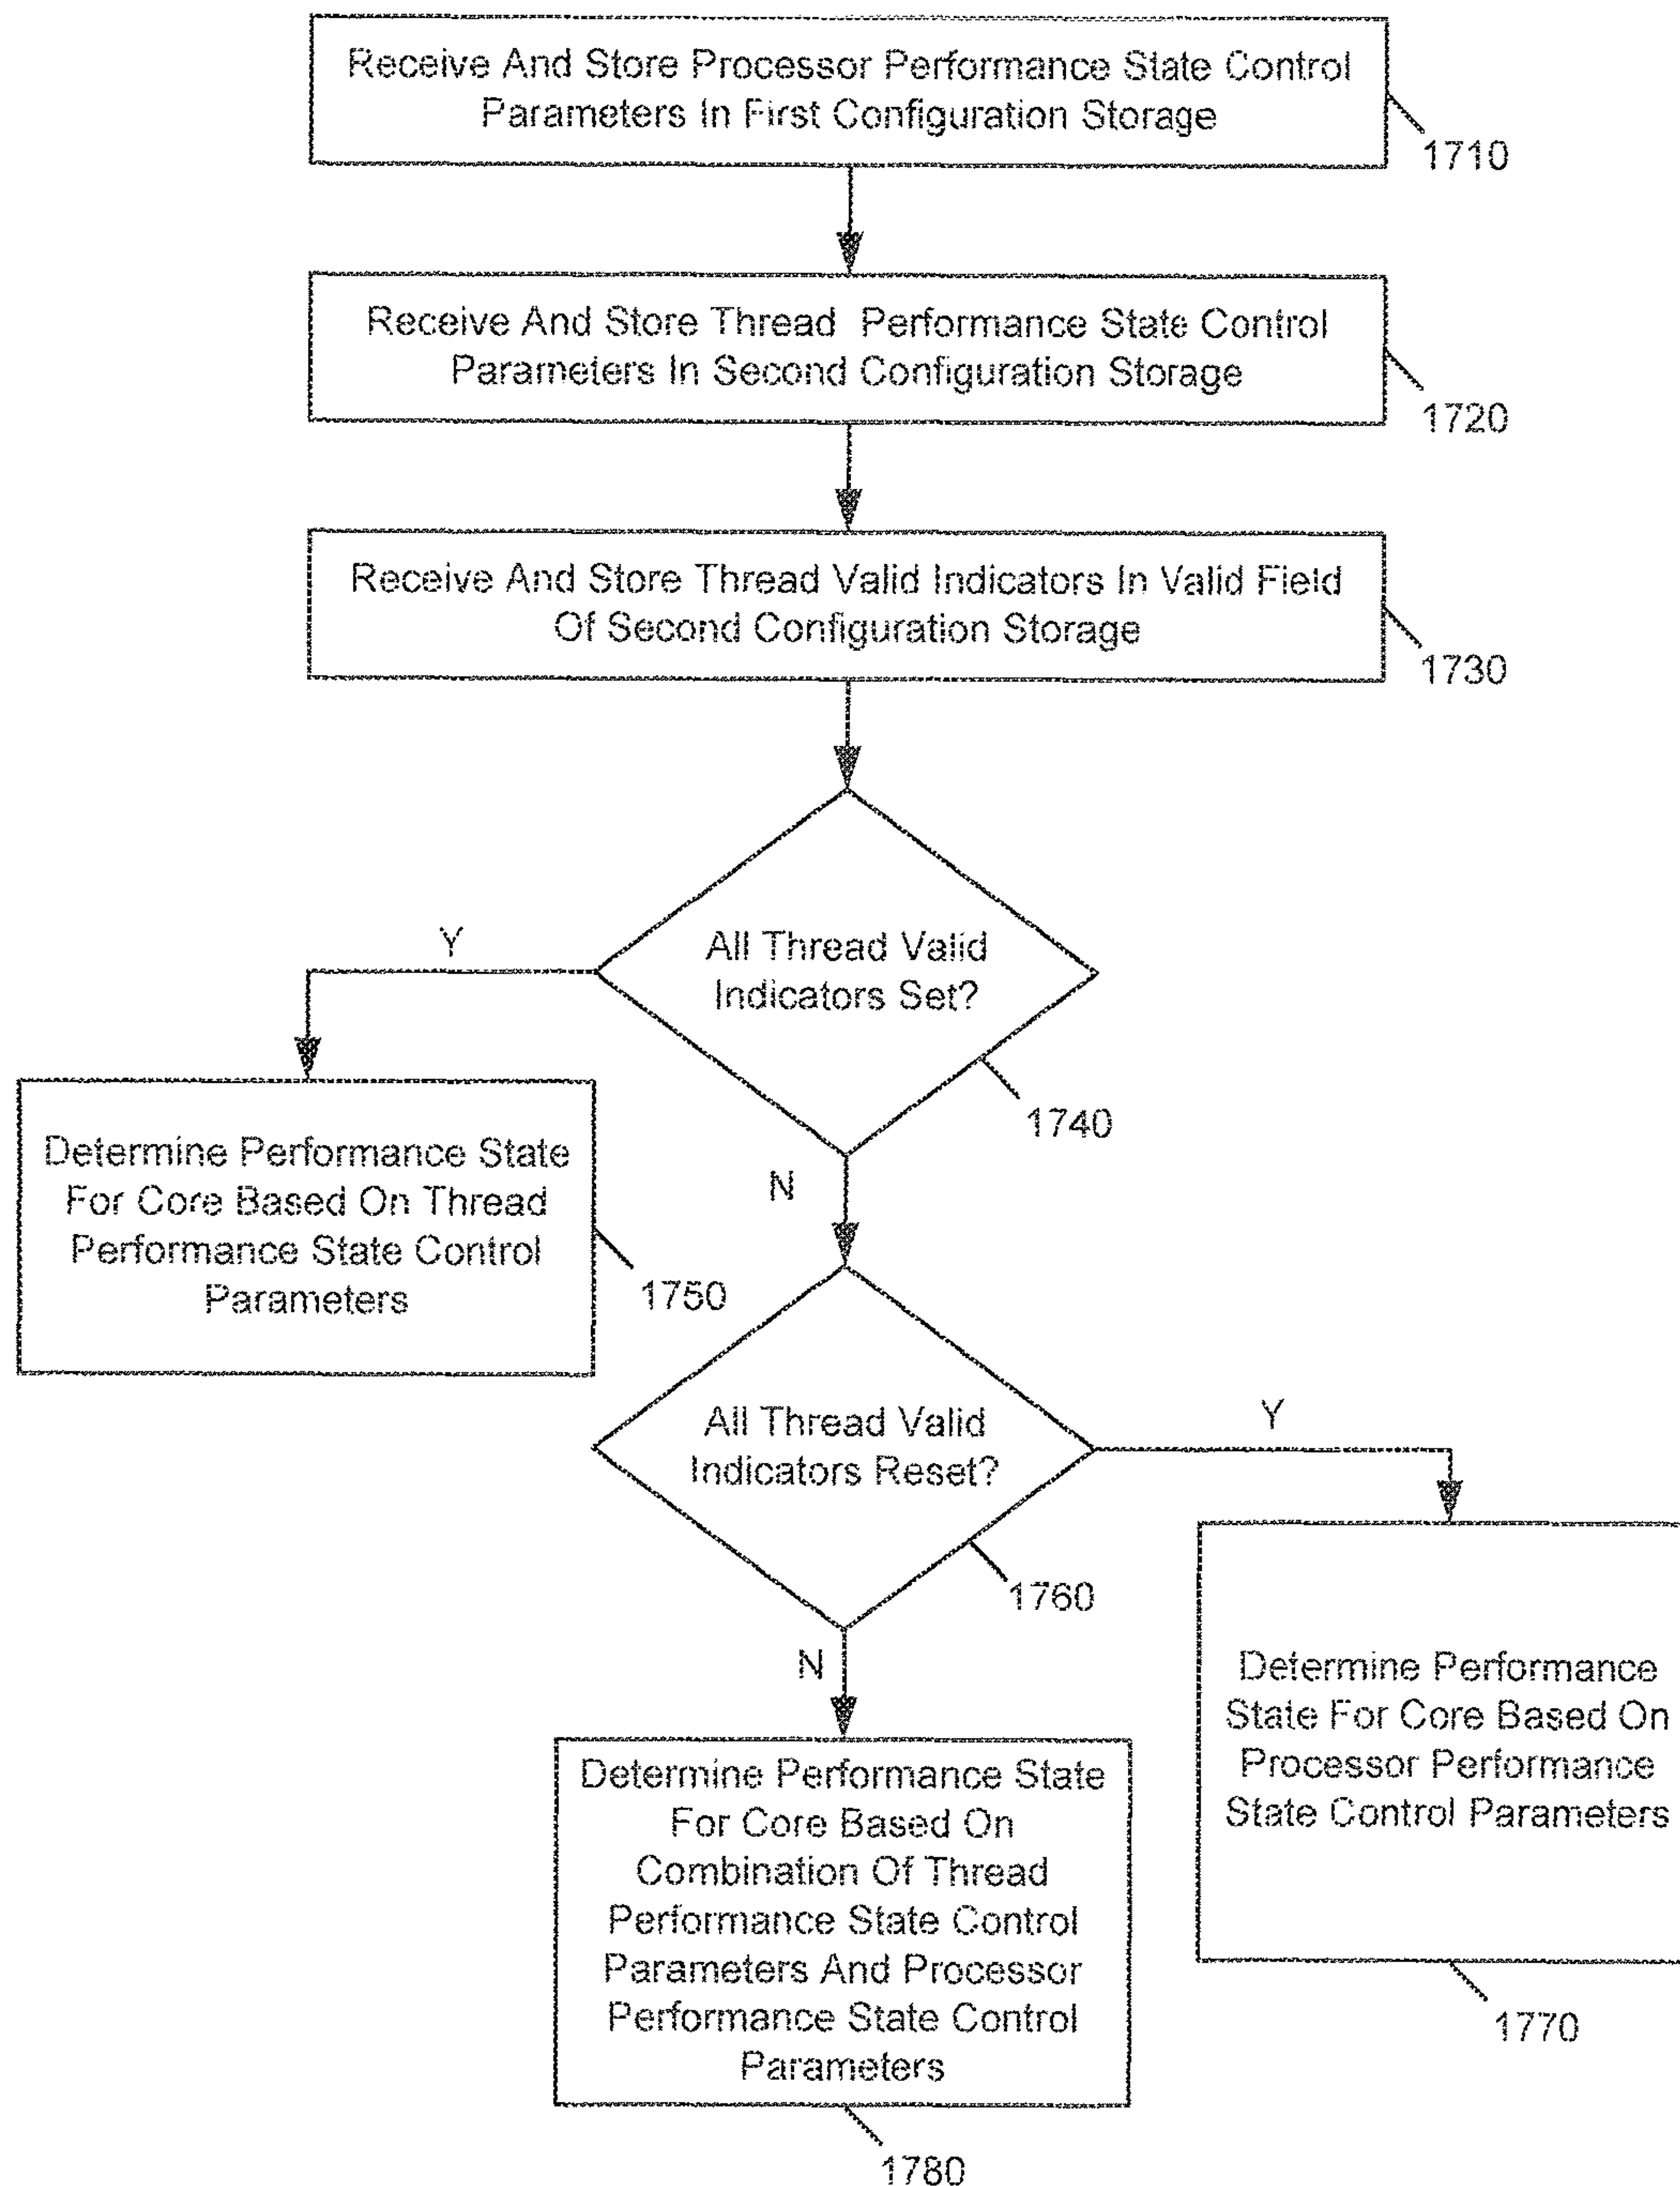 Receive And Store Processor Performance State Control
Parameters In First Configuration Storage
1710
Receive And Store Thread Performance State Control
Parameters In Second Configuration Storage
1720
Receive And Store Thread Valid Indicators In Valid Field
Of Second Configuration Storage
1730
All Thread Valid
Indicators Set?
1740
Y
N
Determine Performance State
For Core Based On Thread
Performance State Control
Parameters
1750
All Thread Valid
Indicators Reset?
1760
Y
N
Determine Performance
State For Core Based On
Processor Performance
State Control Parameters
1770
Determine Performance State
For Core Based On
Combination Of Thread
Performance State Control
Parameters And Processor
Performance State Control
Parameters
1780